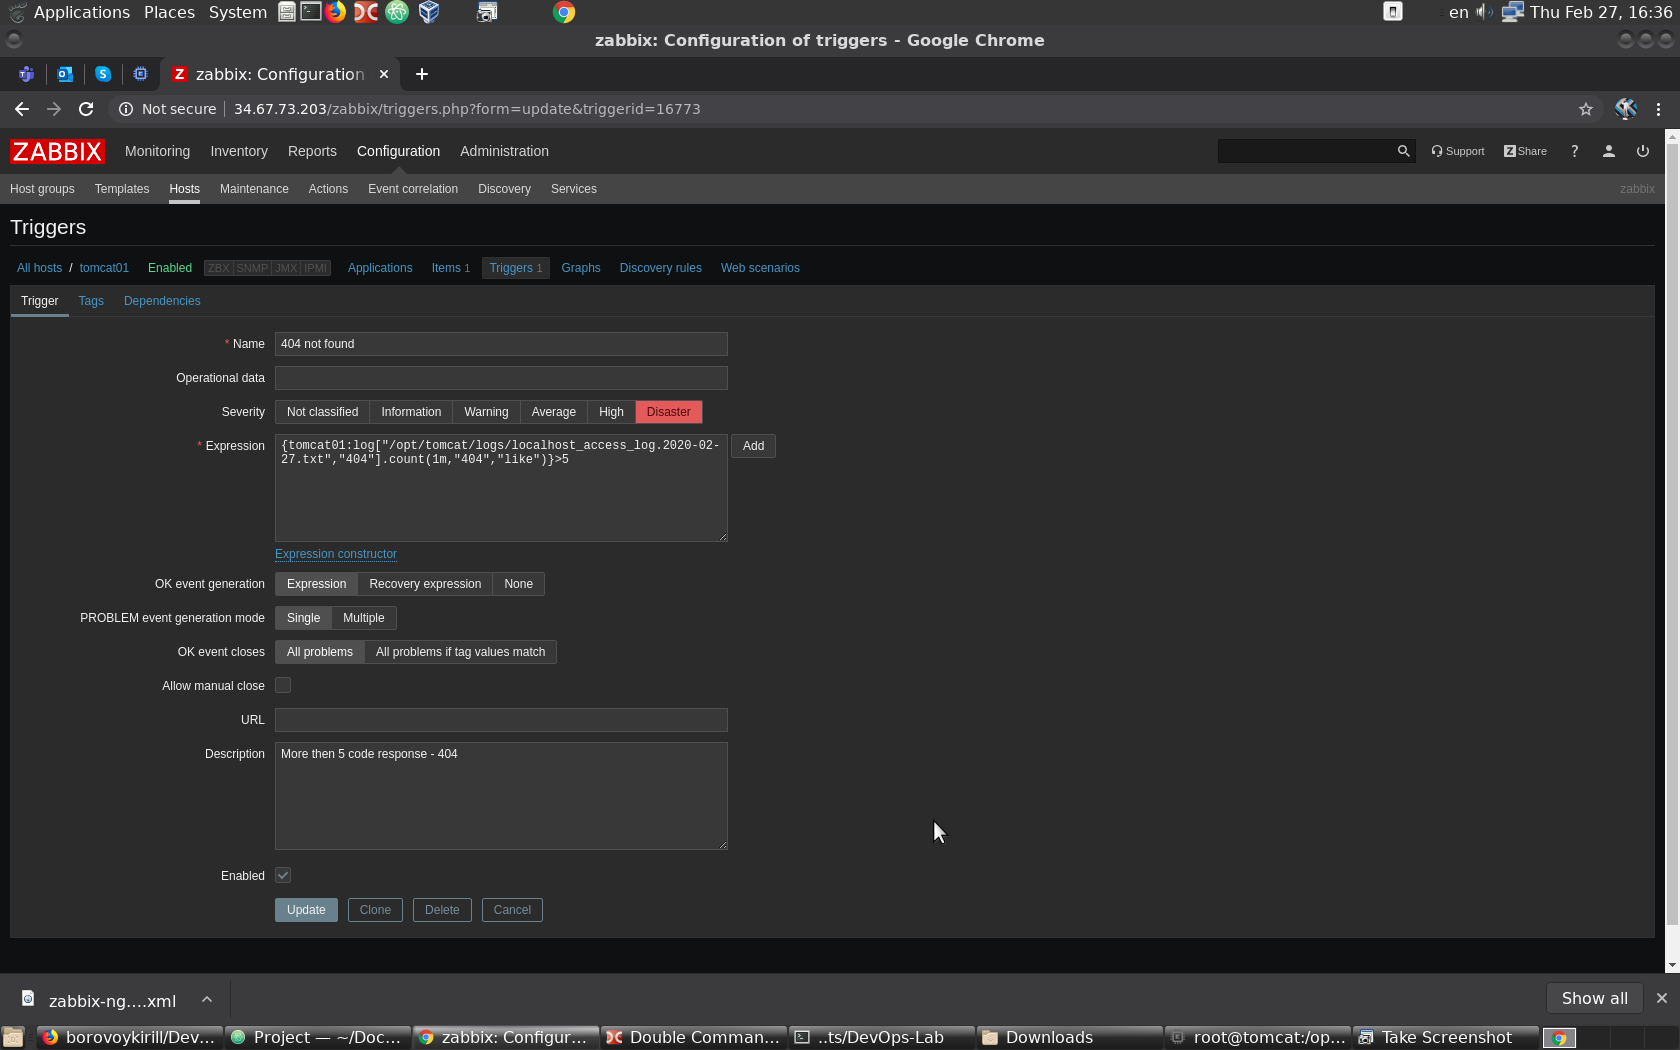 Applications Places System en Thu Feb 27, 16:36
zabbix: Configuration of triggers - Google Chrome
zabbix: Configuration
Not secure 34.67.73.203/zabbix/triggers.php?form=update&triggerid=16773
ZABBIX Monitoring Inventory Reports Configuration Administration Support Z Share ?
Host groups Templates Hosts Maintenance Actions Event correlation Discovery Services zabbix
Triggers
All hosts / tomcat01 Enabled ZBX SNMP JMX IPMI Applications Items 1 Triggers 1 Graphs Discovery rules Web scenarios
Trigger Tags Dependencies
* Name 404 not found
Operational data
Severity Not classified Information Warning Average High Disaster
* Expression {tomcat01:log["/opt/tomcat/logs/localhost_access_log.2020-02-
27.txt","404"].count(1m,"404","like")}>5
Add
Expression constructor
OK event generation Expression Recovery expression None
PROBLEM event generation mode Single Multiple
OK event closes All problems All problems if tag values match
Allow manual close
URL
Description More then 5 code response - 404
Enabled
Update Clone Delete Cancel
zabbix-ng....xml Show all
borovoykirill/Dev... Project — ~/Doc... zabbix: Configur... Double Comman... ..ts/DevOps-Lab Downloads root@tomcat:/op... Take Screenshot